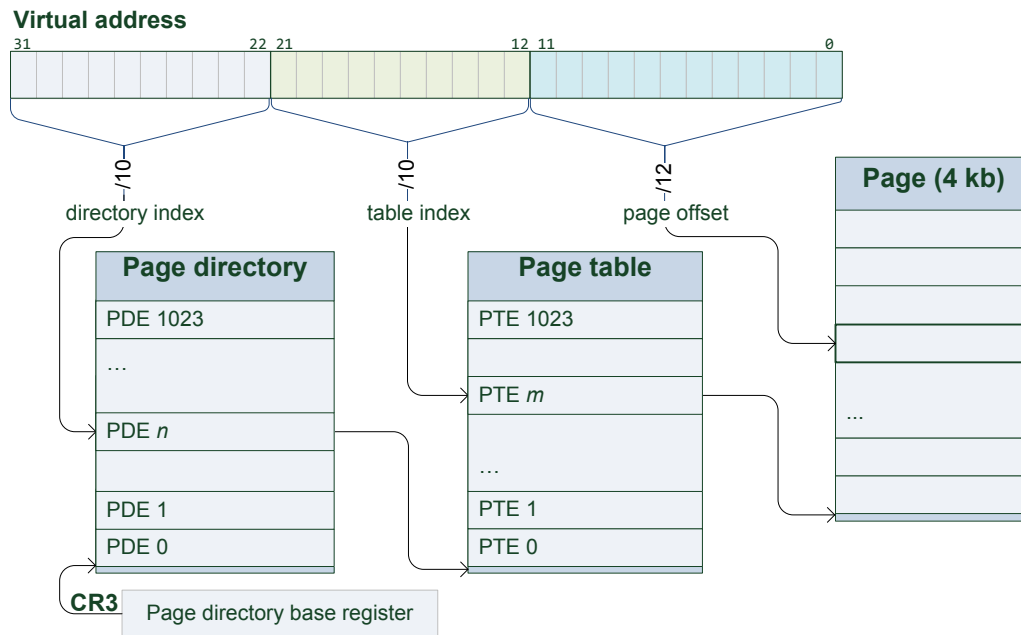 Virtual address
31 22 21 12 11 0
/10 /10 /12
directory index table index page offset
Page (4 kb)
Page directory Page table
PDE 1023 PTE 1023
...
PTE m
...
PDE n
...
PDE 1 PTE 1
PDE 0 PTE 0
CR3
Page directory base register